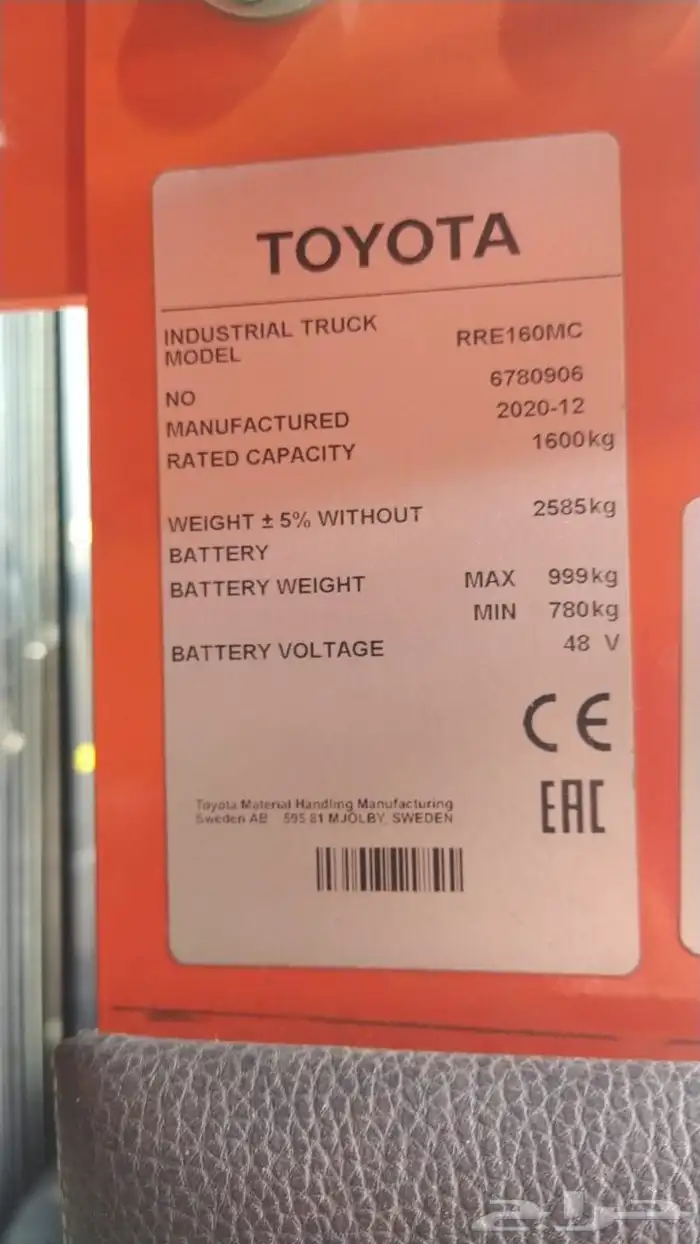 TOYOTA
INDUSTRIAL TRUCK
MODEL RRE160MC
NO 6780906
MANUFACTURED 2020-12
RATED CAPACITY 1600kg
WEIGHT ± 5% WITHOUT 2585kg
BATTERY
BATTERY WEIGHT MAX 999kg
MIN 780kg
BATTERY VOLTAGE 48 V
CE
EAC
Toyota Material Handling Manufacturing
Sweden AB 595 81 MJÖLBY, SWEDEN
حراج